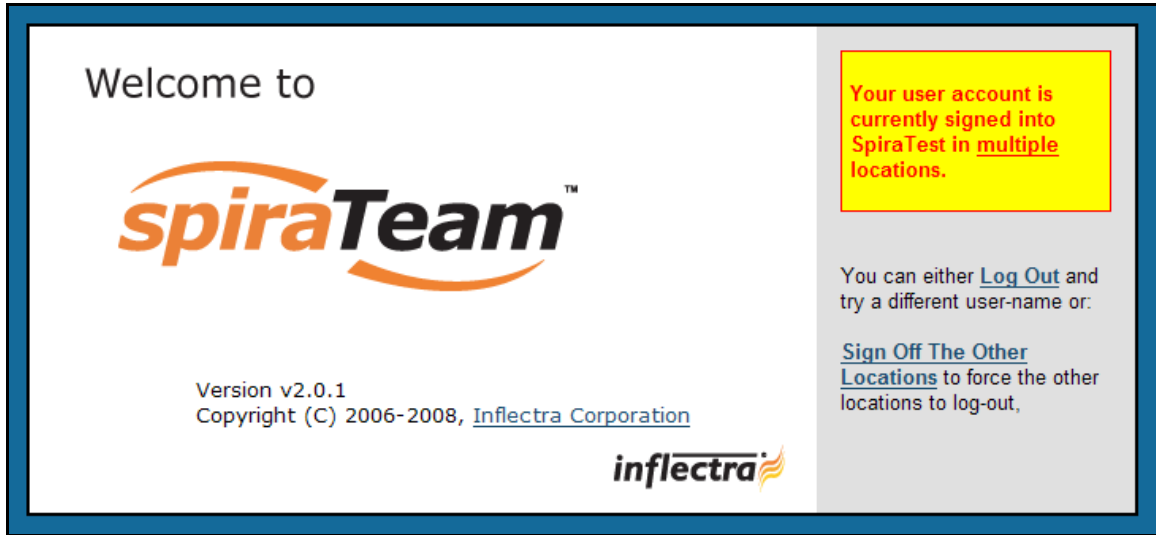 Welcome to
spiraTeam™
Version v2.0.1
Copyright (C) 2006-2008, Inflectra Corporation
inflectra
Your user account is
currently signed into
SpiraTest in multiple
locations.
You can either Log Out and
try a different user-name or:
Sign Off The Other
Locations to force the other
locations to log-out,